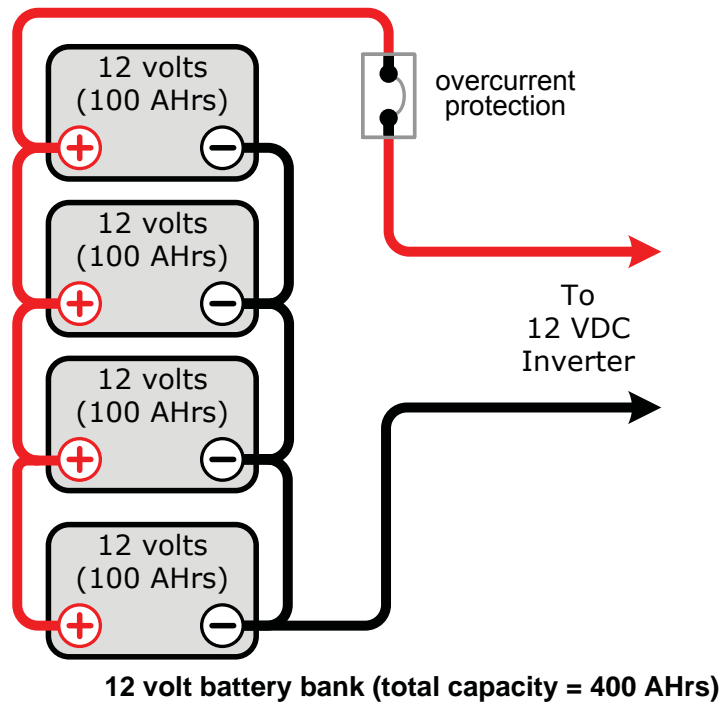 12 volts
(100 AHrs)
+
−
overcurrent
protection
12 volts
(100 AHrs)
+
−
To
12 VDC
Inverter
12 volts
(100 AHrs)
+
−
12 volts
(100 AHrs)
+
−
12 volt battery bank (total capacity = 400 AHrs)